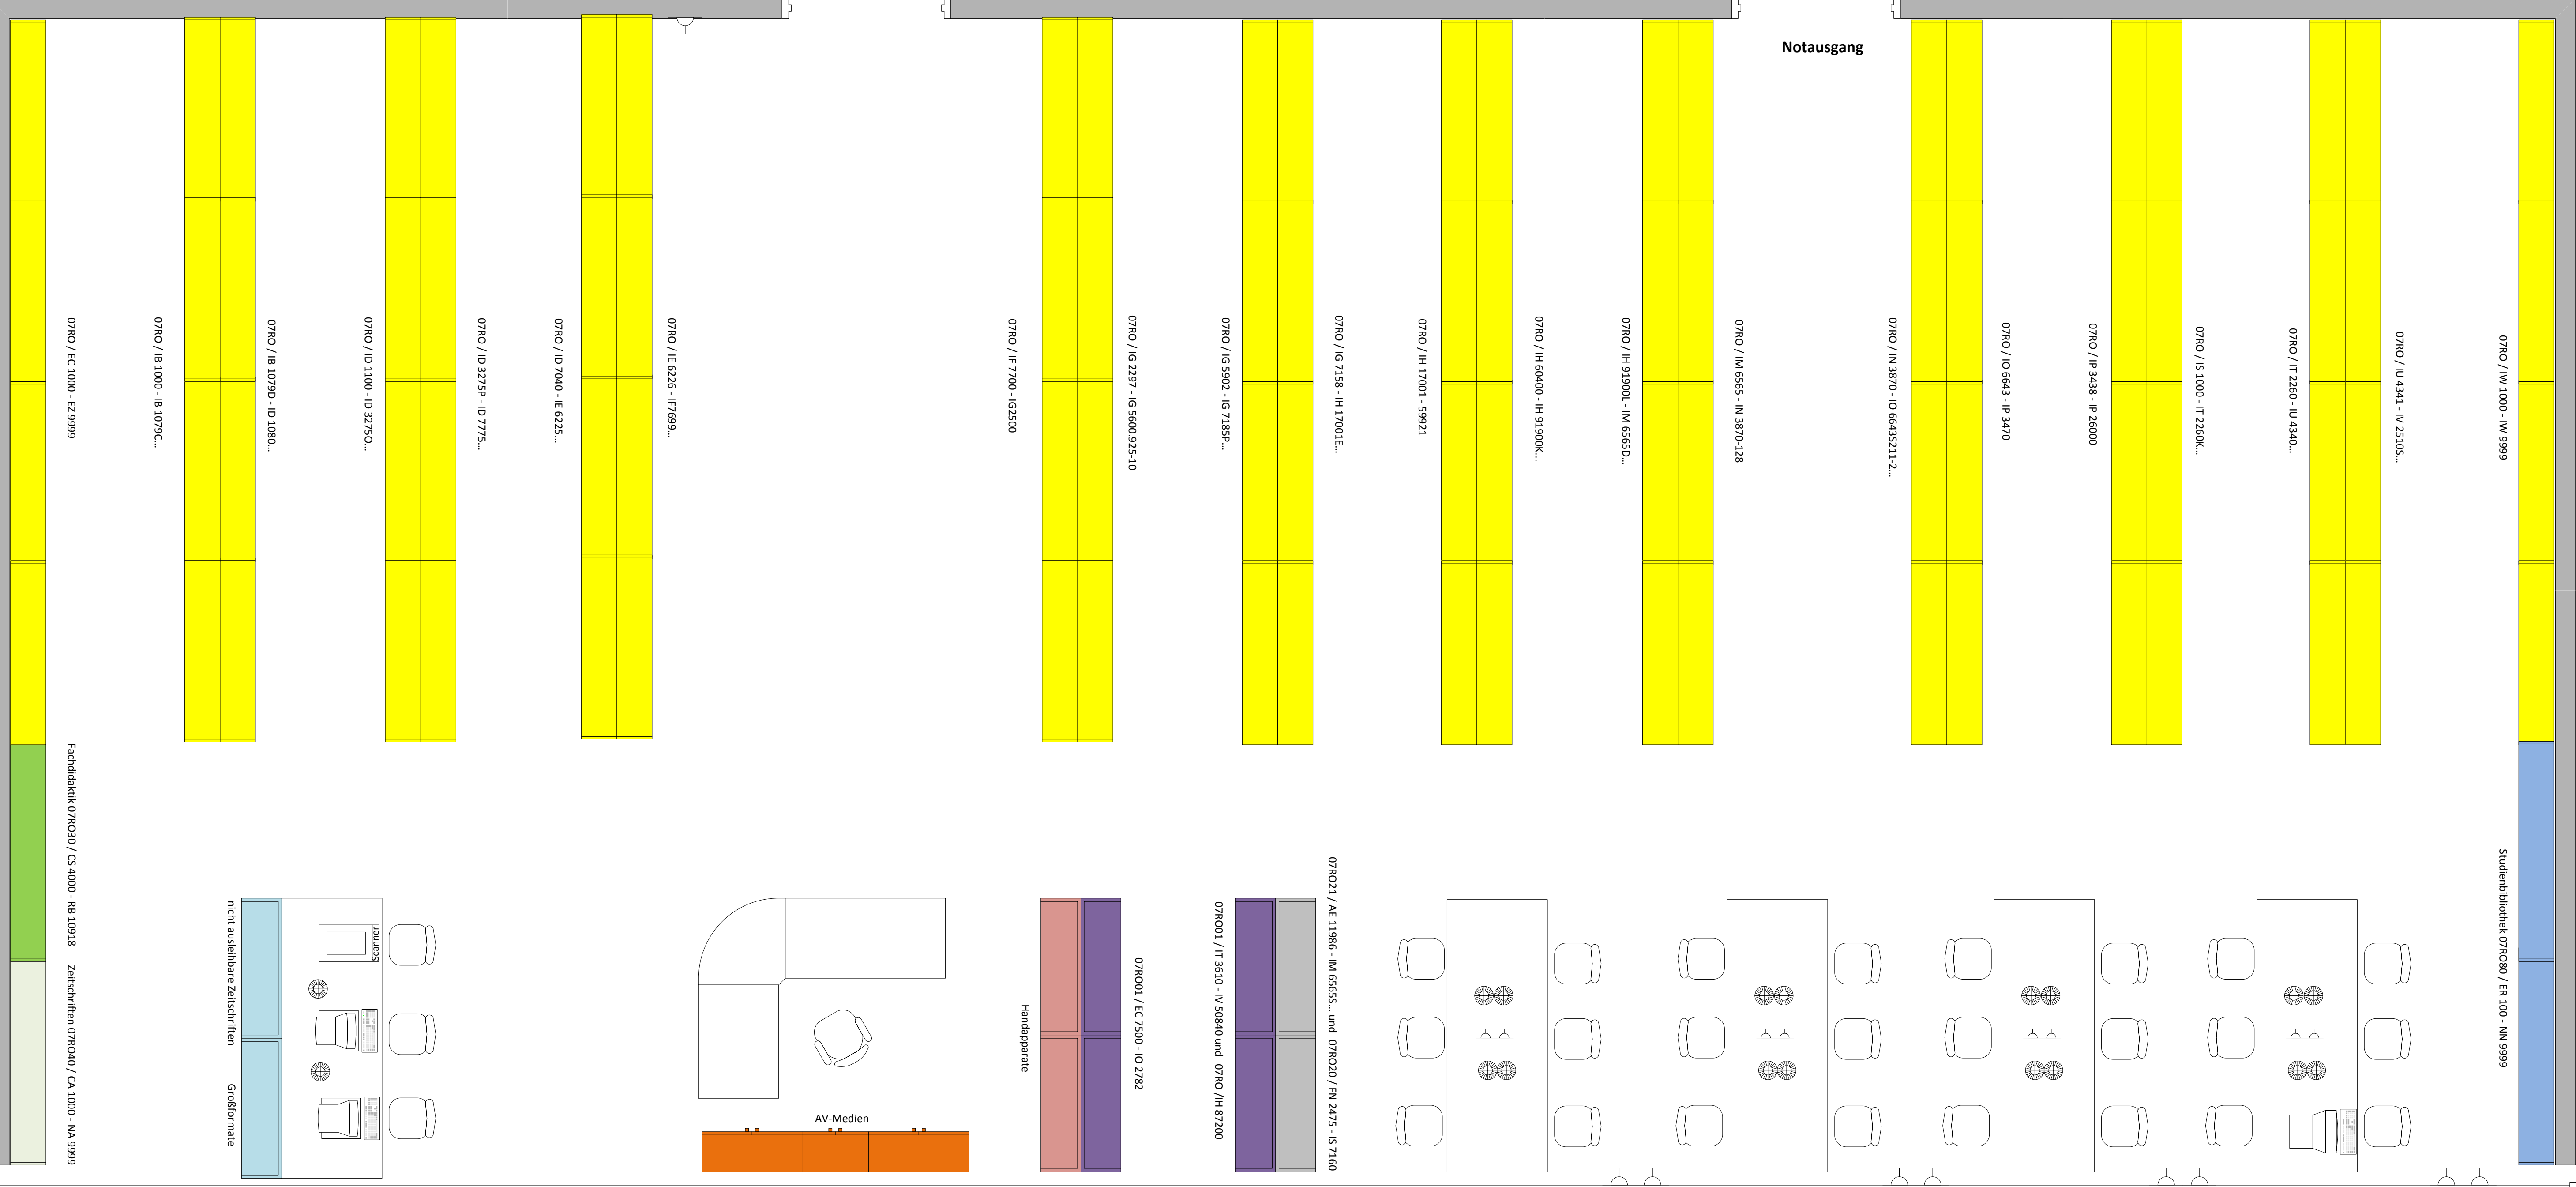 Notausgang
07RO / EC 1000 - EZ 9999
07RO / IB 1000 - IB 1079C...
07RO / IB 1079D - ID 1080...
07RO / ID 1100 - ID 3275O...
07RO / ID 3275P - ID 7775...
07RO / ID 7040 - IE 6225...
07RO / IE 6226 - IF7699...
07RO / IF 7700 - IG2500
07RO / IG 2297 - IG 5600.925-10
07RO / IG 5902 - IG 7185P...
07RO / IG 7158 - IH 17001E...
07RO / IH 17001 - 59921
07RO / IH 60400 - IH 91900K...
07RO / IH 91900L - IM 6565D...
07RO / IM 6565 - IN 3870-128
07RO / IN 3870 - IO 6643S211-2...
07RO / IO 6643 - IP 3470
07RO / IP 3438 - IP 26000
07RO / IS 1000 - IT 2260K...
07RO / IT 2260 - IU 4340...
07RO / IU 4341 - IV 2510S...
07RO / IW 1000 - IW 9999
Fachdidaktik 07RO30 / CS 4000 - RB 10918
Zeitschriften 07RO40 / CA 1000 - NA 9999
nicht ausleihbare Zeitschriften
Großformate
Scanner
AV-Medien
Handapparate
07RO01 / EC 7500 - IO 2782
07RO01 / IT 3610 - IV 50840 und 07RO /IH 87200
07RO21 / AE 11986 - IM 6565S... und 07RO20 / FN 2475 - IS 7160
Studienbibliothek 07RO80 / ER 100 - NN 9999